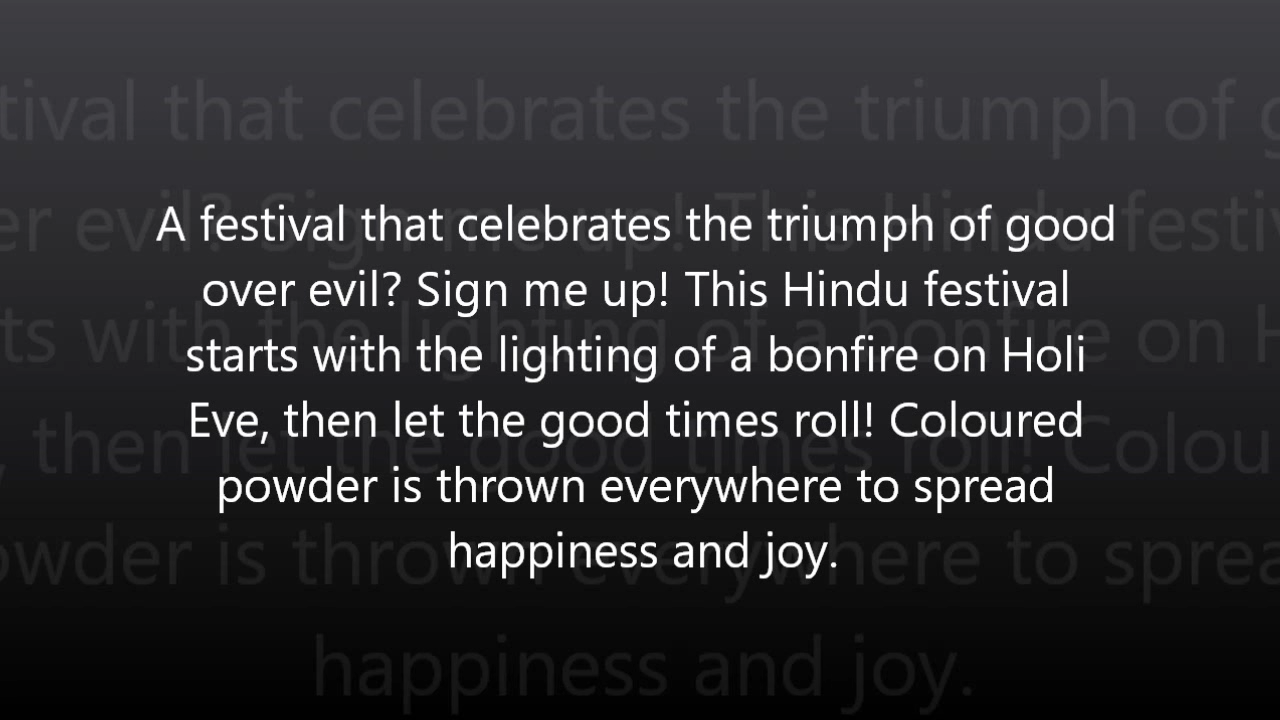 A festival that celebrates the triumph of good
over evil? Sign me up! This Hindu festival
starts with the lighting of a bonfire on Holi
Eve, then let the good times roll! Coloured
powder is thrown everywhere to spread
happiness and joy.